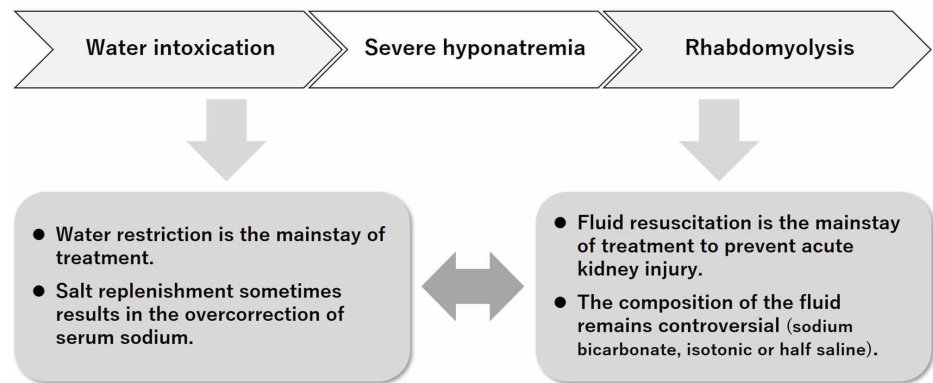 Water intoxication
Severe hyponatremia
Rhabdomyolysis
● Water restriction is the mainstay of
treatment.
● Salt replenishment sometimes
results in the overcorrection of
serum sodium.
● Fluid resuscitation is the mainstay
of treatment to prevent acute
kidney injury.
● The composition of the fluid
remains controversial (sodium
bicarbonate, isotonic or half saline).